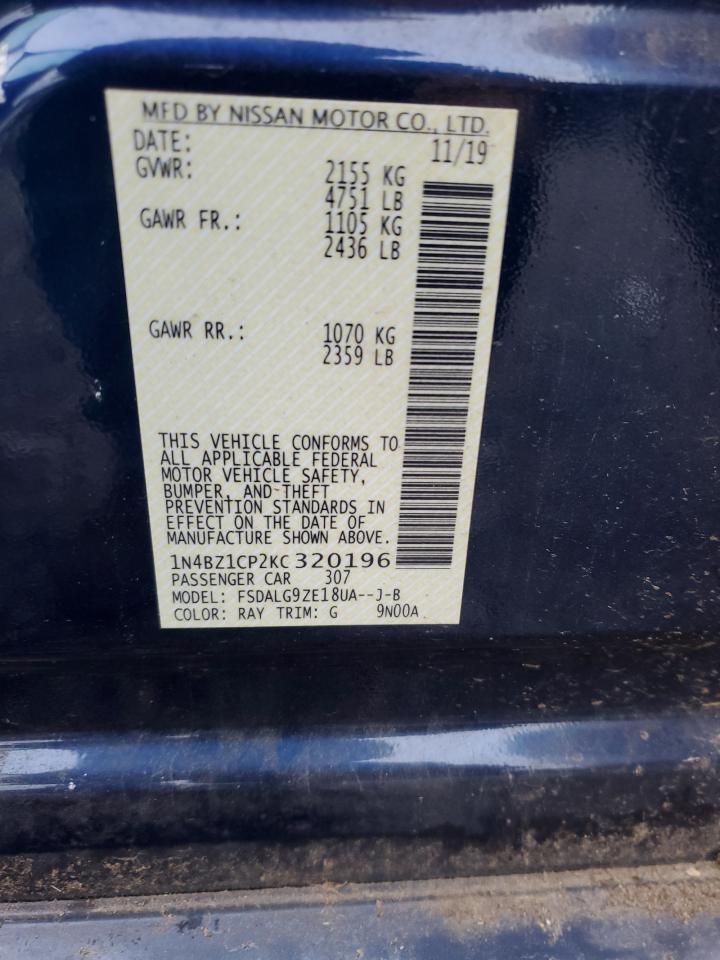 MFD BY NISSAN MOTOR CO., LTD.
DATE: 11/19
GVWR: 2155 KG
4751 LB
GAWR FR.: 1105 KG
2436 LB
GAWR RR.: 1070 KG
2359 LB
THIS VEHICLE CONFORMS TO
ALL APPLICABLE FEDERAL
MOTOR VEHICLE SAFETY,
BUMPER, AND THEFT
PREVENTION STANDARDS IN
EFFECT ON THE DATE OF
MANUFACTURE SHOWN ABOVE.
1N4BZ1CP2KC320196
PASSENGER CAR 307
MODEL: FSDALG9ZE18UA--J-B
COLOR: RAY TRIM: G 9N00A